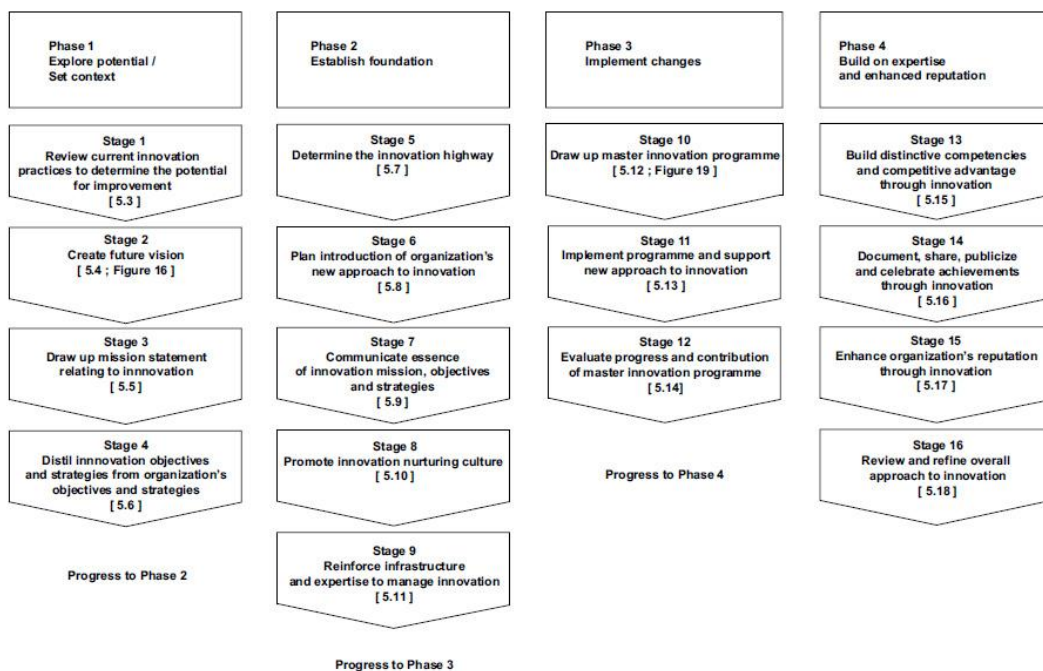 Phase 1
Explore potential /
Set context
Stage 1
Review current innovation
practices to determine the potential
for improvement
[ 5.3 ]
Stage 2
Create future vision
[ 5.4 ; Figure 16 ]
Stage 3
Draw up mission statement
relating to innnovation
[ 5.5 ]
Stage 4
Distil innnovation objectives
and strategies from organization's
objectives and strategies
[ 5.6 ]
Progress to Phase 2
Phase 2
Establish foundation
Stage 5
Determine the innovation highway
[ 5.7 ]
Stage 6
Plan introduction of organization's
new approach to innovation
[ 5.8 ]
Stage 7
Communicate essence
of innovation mission, objectives
and strategies
[ 5.9 ]
Stage 8
Promote innovation nurturing culture
[ 5.10 ]
Stage 9
Reinforce infrastructure
and expertise to manage innovation
[ 5.11 ]
Progress to Phase 3
Phase 3
Implement changes
Stage 10
Draw up master innovation programme
[ 5.12 ; Figure 19 ]
Stage 11
Implement programme and support
new approach to innovation
[ 5.13 ]
Stage 12
Evaluate progress and contribution
of master innovation programme
[ 5.14]
Progress to Phase 4
Phase 4
Build on expertise
and enhanced reputation
Stage 13
Build distinctive competencies
and competitive advantage
through innovation
[ 5.15 ]
Stage 14
Document, share, publicize
and celebrate achievements
through innovation
[ 5.16 ]
Stage 15
Enhance organization's reputation
through innovation
[ 5.17 ]
Stage 16
Review and refine overall
approach to innovation
[ 5.18 ]